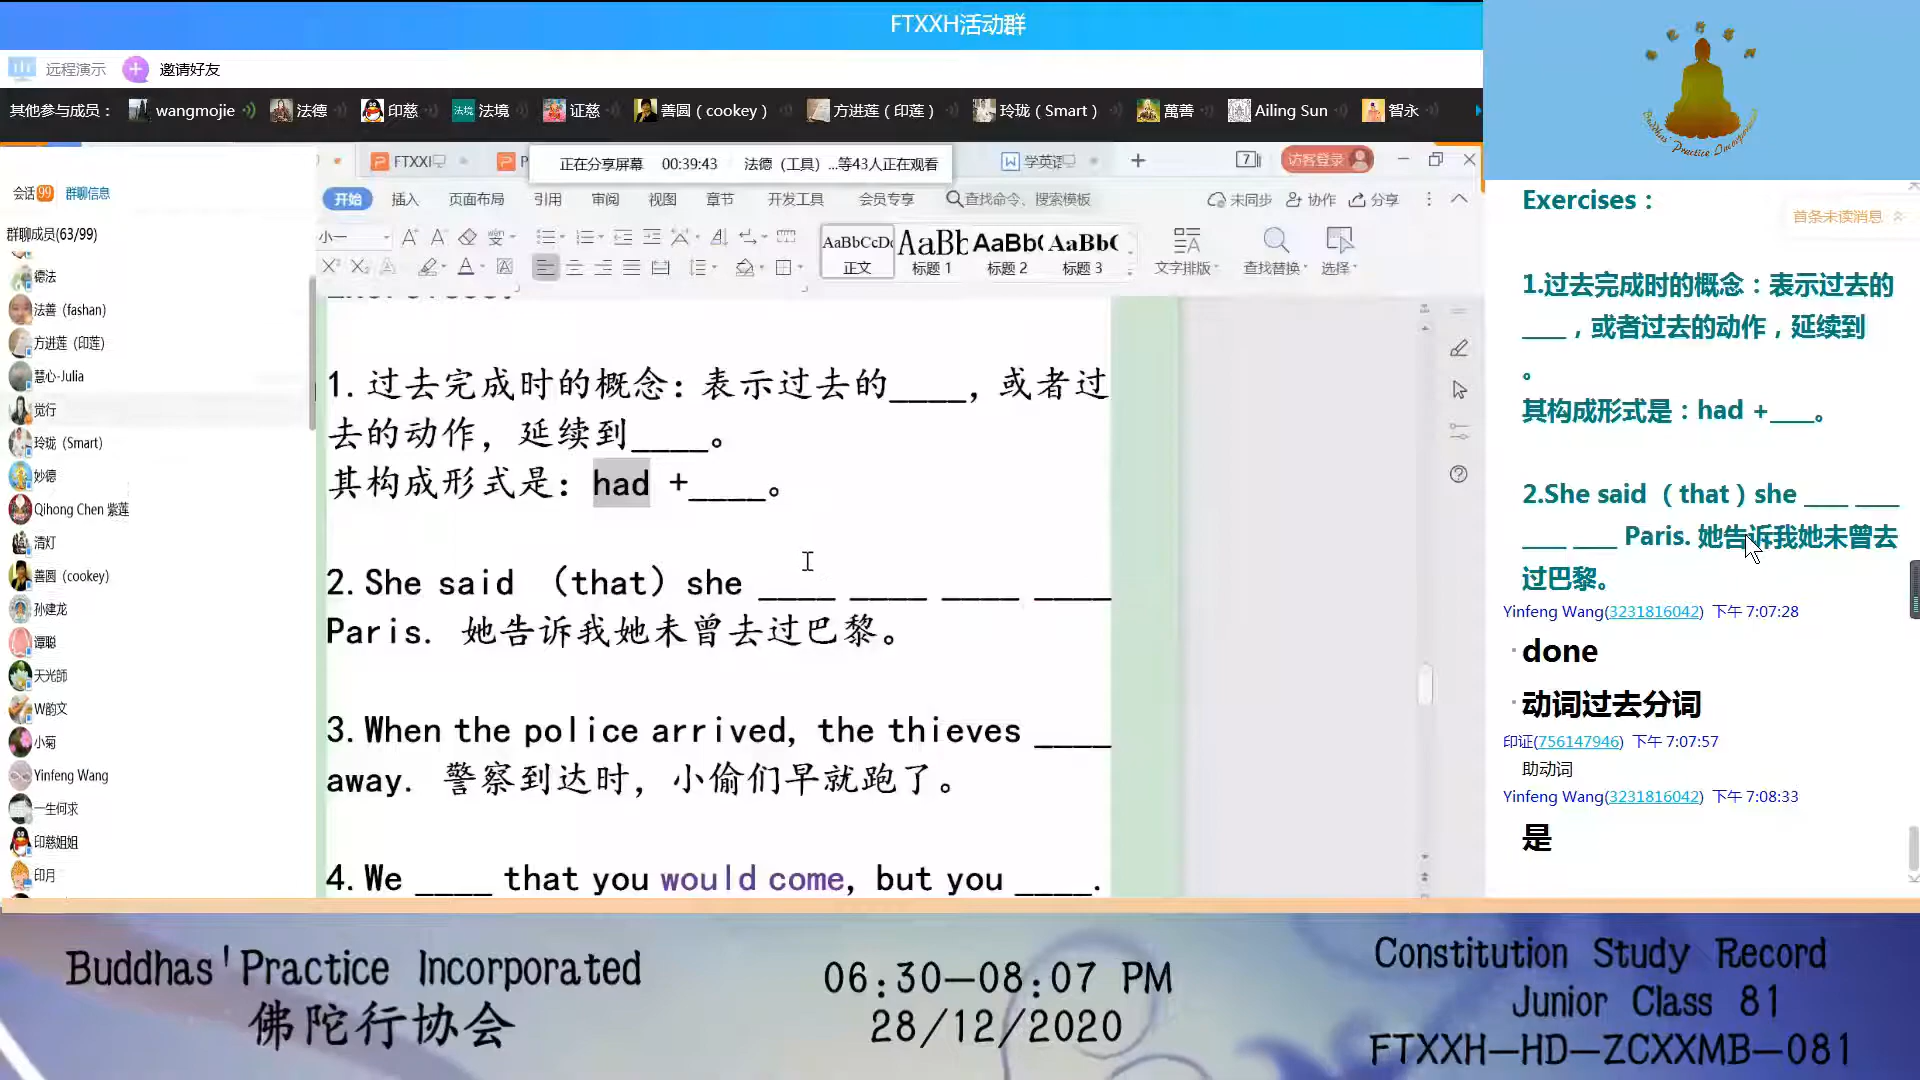 FTXXH活动群
远程演示 邀请好友
其他参与成员： wangmojie 法德 印慈 法境 证慈 善圆（cookey） 方进莲（印莲） 玲珑（Smart） 萬善 Ailing Sun 智永
FTXXI 正在分享屏幕 00:39:43 法德（工具）...等43人正在观看 学英语 访客登录
会话 99 群聊信息
开始 插入 页面布局 引用 审阅 视图 章节 开发工具 会员专享 查找命令、搜索模板 未同步 协作 分享
小一 AaBbCcDd AaBb AaBb( AaBb(
正文 标题 1 标题 2 标题 3 文字排版 查找替换 选择
群聊成员(63/99)
德法
法善（fashan）
方进莲（印莲）
慧心-Julia
觉行
玲珑（Smart）
妙德
Qihong Chen 紫莲
清灯
善圆（cookey）
孙建龙
谭聪
天光師
W韵文
小菊
Yinfeng Wang
一生何求
印慈姐姐
印月
1.过去完成时的概念：表示过去的____，或者过
去的动作，延续到____。
其构成形式是：had +____。
2.She said （that）she ____ ____ ____ ____
Paris. 她告诉我她未曾去过巴黎。
3.When the police arrived, the thieves ____
away. 警察到达时，小偷们早就跑了。
4.We ____ that you would come, but you ____.
Exercises：
首条未读消息
1.过去完成时的概念：表示过去的
____，或者过去的动作，延续到
。
其构成形式是：had +____。
2.She said（that）she ____ ____
____ ____ Paris. 她告诉我她未曾去
过巴黎。
Yinfeng Wang(3231816042) 下午 7:07:28
done
动词过去分词
印证(756147946) 下午 7:07:57
助动词
Yinfeng Wang(3231816042) 下午 7:08:33
是
Buddhas'Practice Incorporated
佛陀行协会
06:30—08:07 PM
28/12/2020
Constitution Study Record
Junior Class 81
FTXXH—HD—ZCXXMB—081